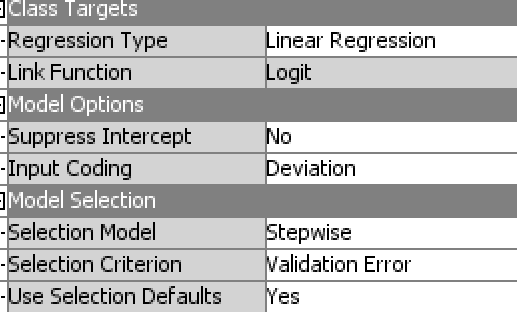 Class Targets
Regression Type Linear Regression
Link Function Logit
Model Options
Suppress Intercept No
Input Coding Deviation
Model Selection
Selection Model Stepwise
Selection Criterion Validation Error
Use Selection Defaults Yes